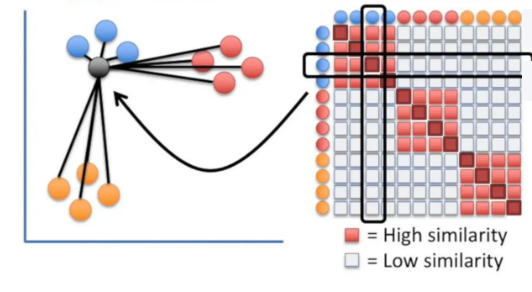 = High similarity
= Low similarity